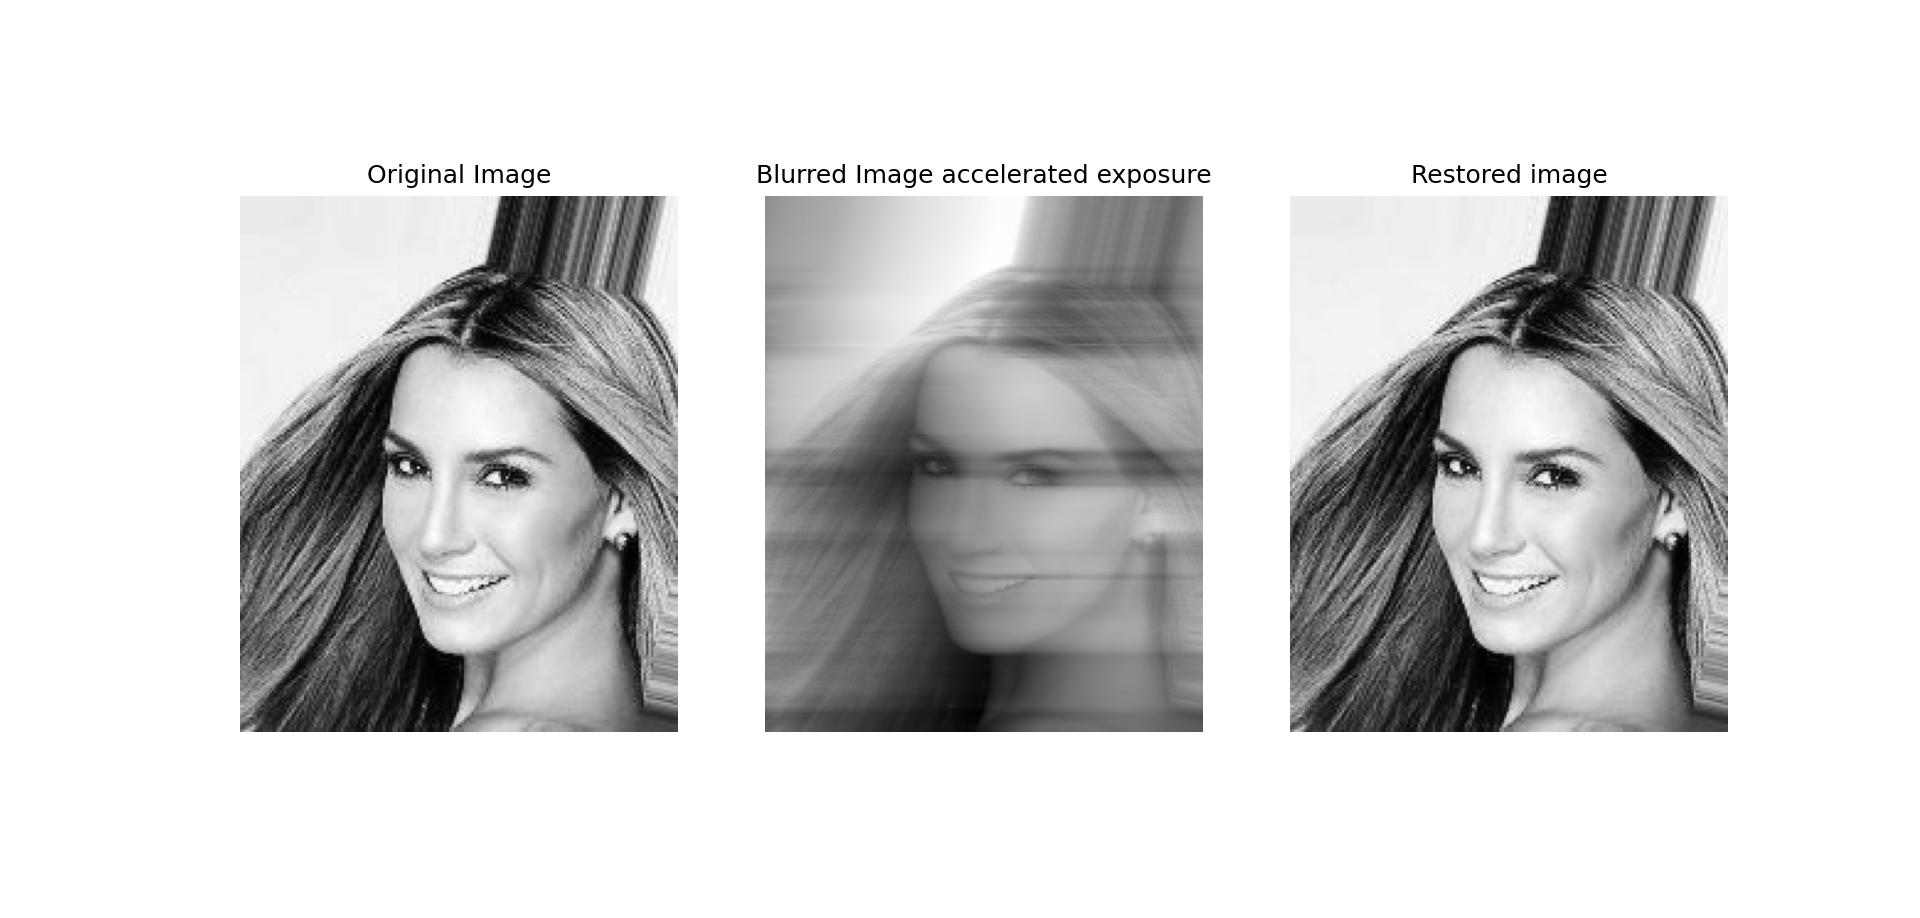 Original Image
Blurred Image accelerated exposure
Restored image